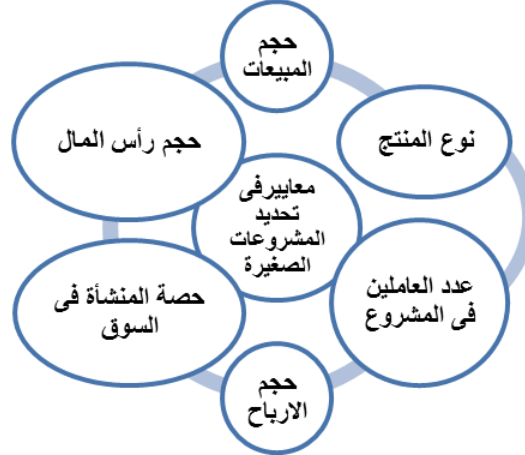 حجم
المبيعات
نوع المنتج
حجم رأس المال
معاييرفى
تحديد
المشروعات
الصغيرة
عدد العاملين
فى المشروع
حصة المنشأة فى
السوق
حجم
الارباح